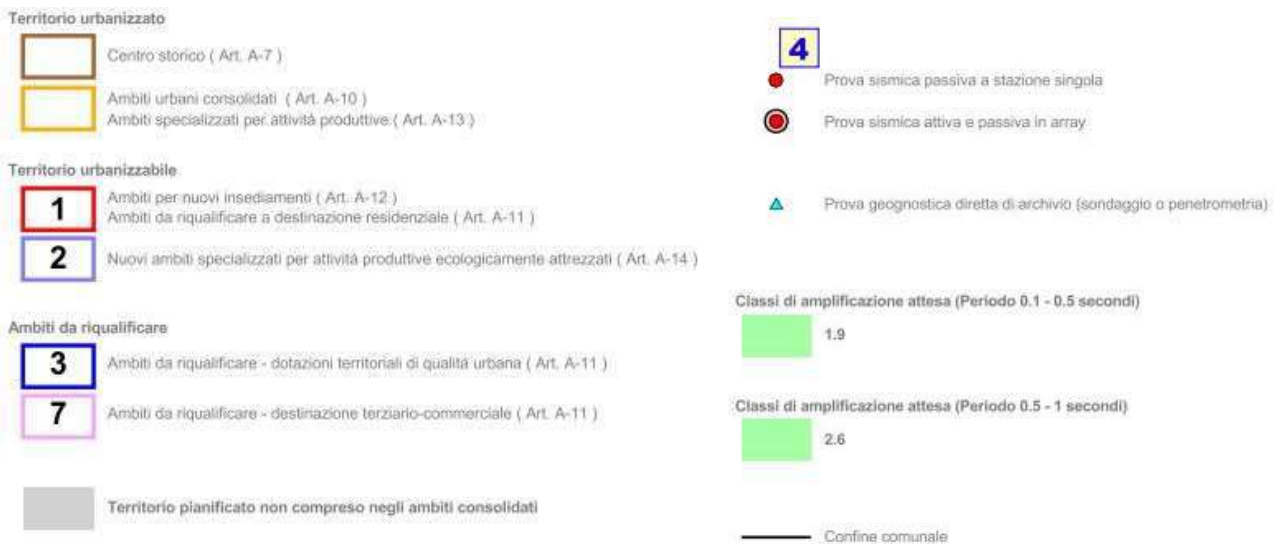 Territorio urbanizzato
Centro storico ( Art. A-7 )
Ambiti urbani consolidati ( Art. A-10 )
Ambiti specializzati per attività produttive ( Art. A-13 )
Territorio urbanizzabile
1
Ambiti per nuovi insediamenti ( Art. A-12 )
Ambiti da riqualificare a destinazione residenziale ( Art. A-11 )
2
Nuovi ambiti specializzati per attività produttive ecologicamente attrezzati ( Art. A-14 )
Ambiti da riqualificare
3
Ambiti da riqualificare - dotazioni territoriali di qualità urbana ( Art. A-11 )
7
Ambiti da riqualificare - destinazione terziario-commerciale ( Art. A-11 )
Territorio pianificato non compreso negli ambiti consolidati
4
Prova sismica passiva a stazione singola
Prova sismica attiva e passiva in array
Prova geognostica diretta di archivio (sondaggio o penetrometria)
Classi di amplificazione attesa (Periodo 0.1 - 0.5 secondi)
1.9
Classi di amplificazione attesa (Periodo 0.5 - 1 secondi)
2.6
Confine comunale